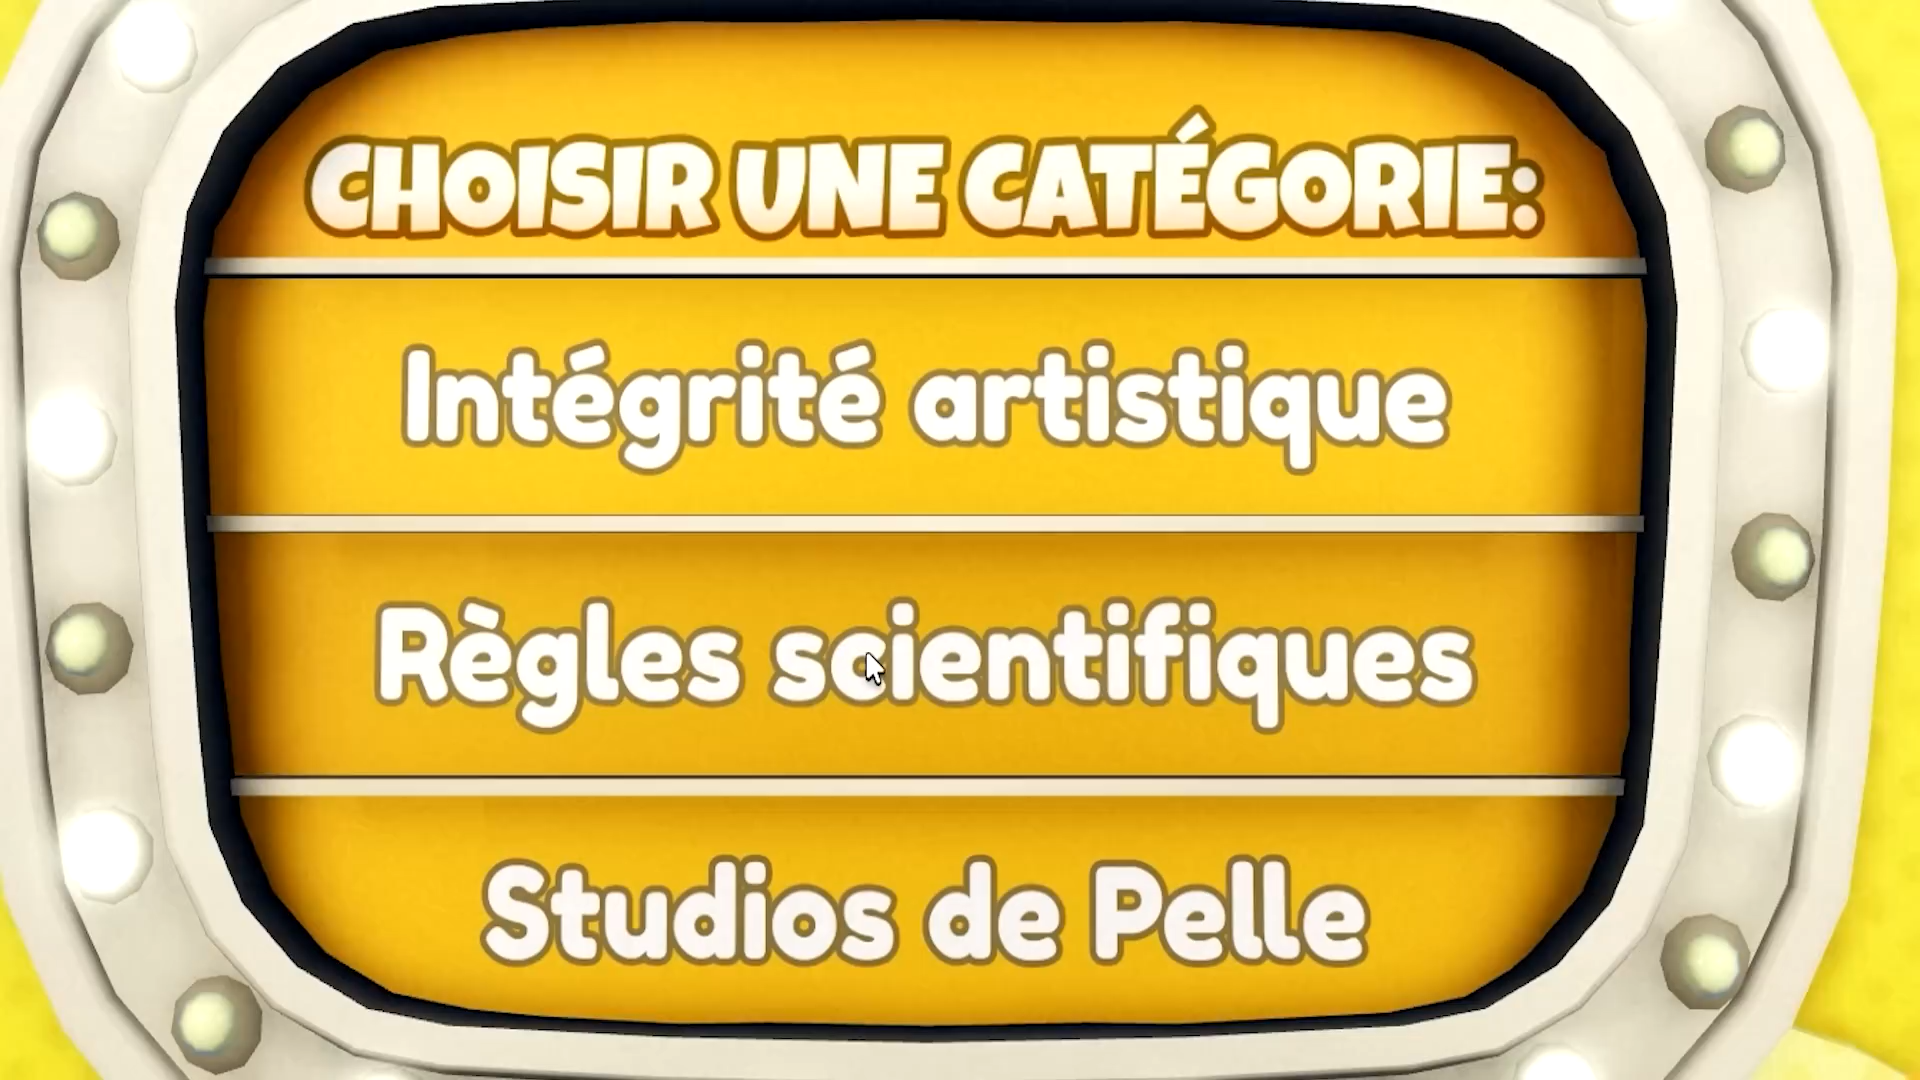 CHOISIR UNE CATÉGORIE:
Intégrité artistique
Règles scientifiques
Studios de Pelle